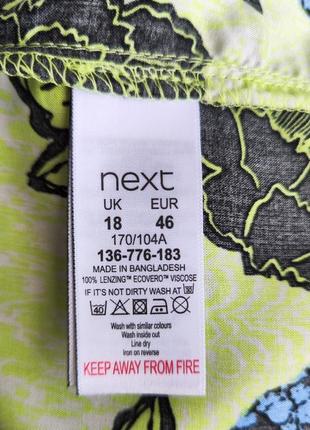 next
UK EUR
18 46
170/104A
136-776-183
MADE IN BANGLADESH
100% LENZING™ ECOVERO™ VISCOSE
IF IT'S NOT DIRTY WASH AT 30
40
Wash with similar colours
Wash inside out
Line dry
Iron on reverse
KEEP AWAY FROM FIRE